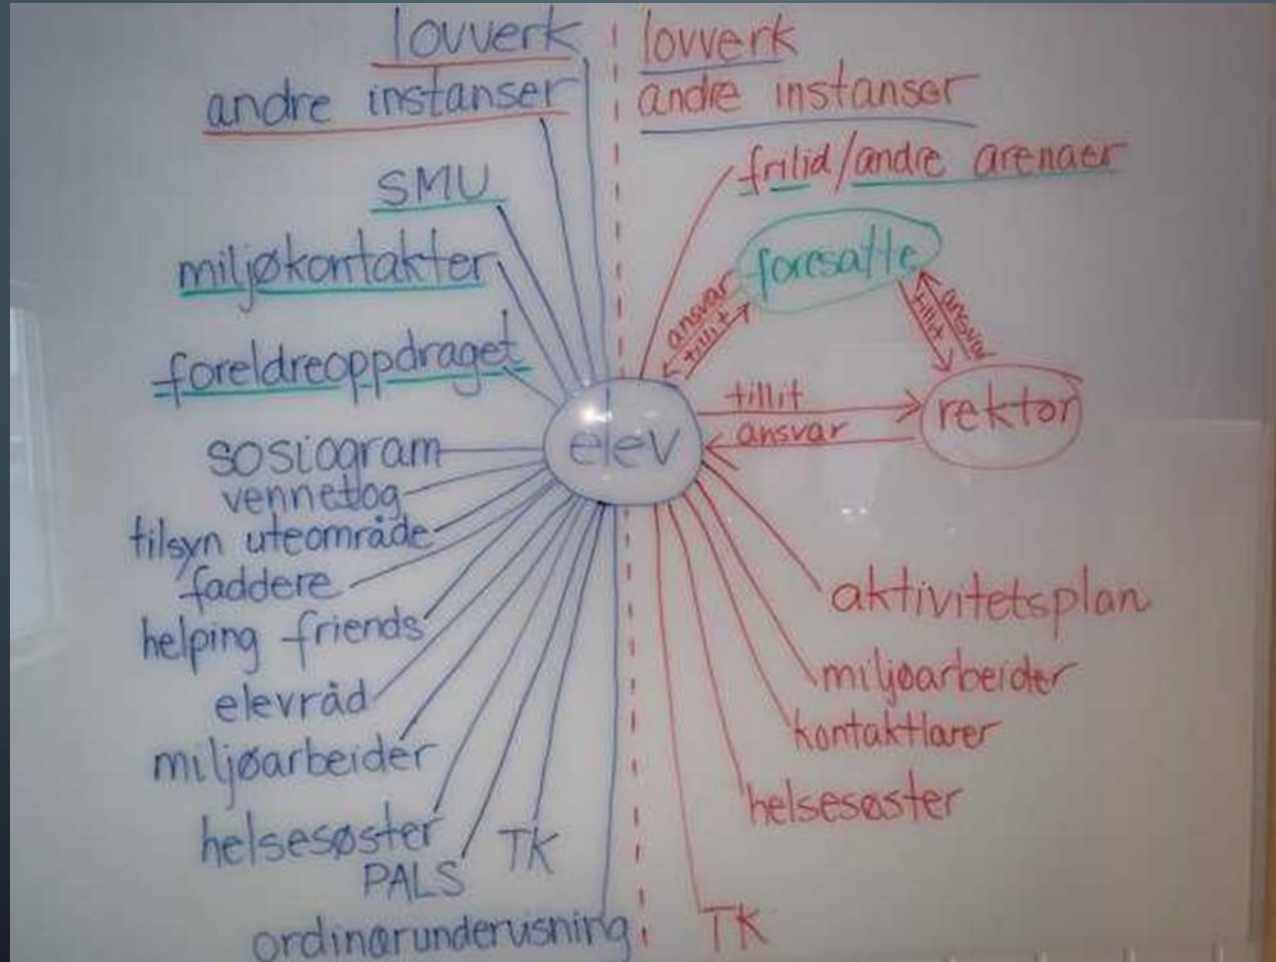 lovverk
andre instanser
SMU
miljøkontakter
foreldreoppdraget
elev
sosiogram
vennetog
tilsyn uteområde
faddere
helping friends
elevråd
miljøarbeider
helsesøster
PALS
TK
ordinærundervisning
lovverk
andre instanser
fritid/andre arenaer
foresatte
ansvar
tillit
tillit
ansvar
rektor
tillit
ansvar
aktivitetsplan
miljøarbeider
kontaktlærer
helsesøster
TK